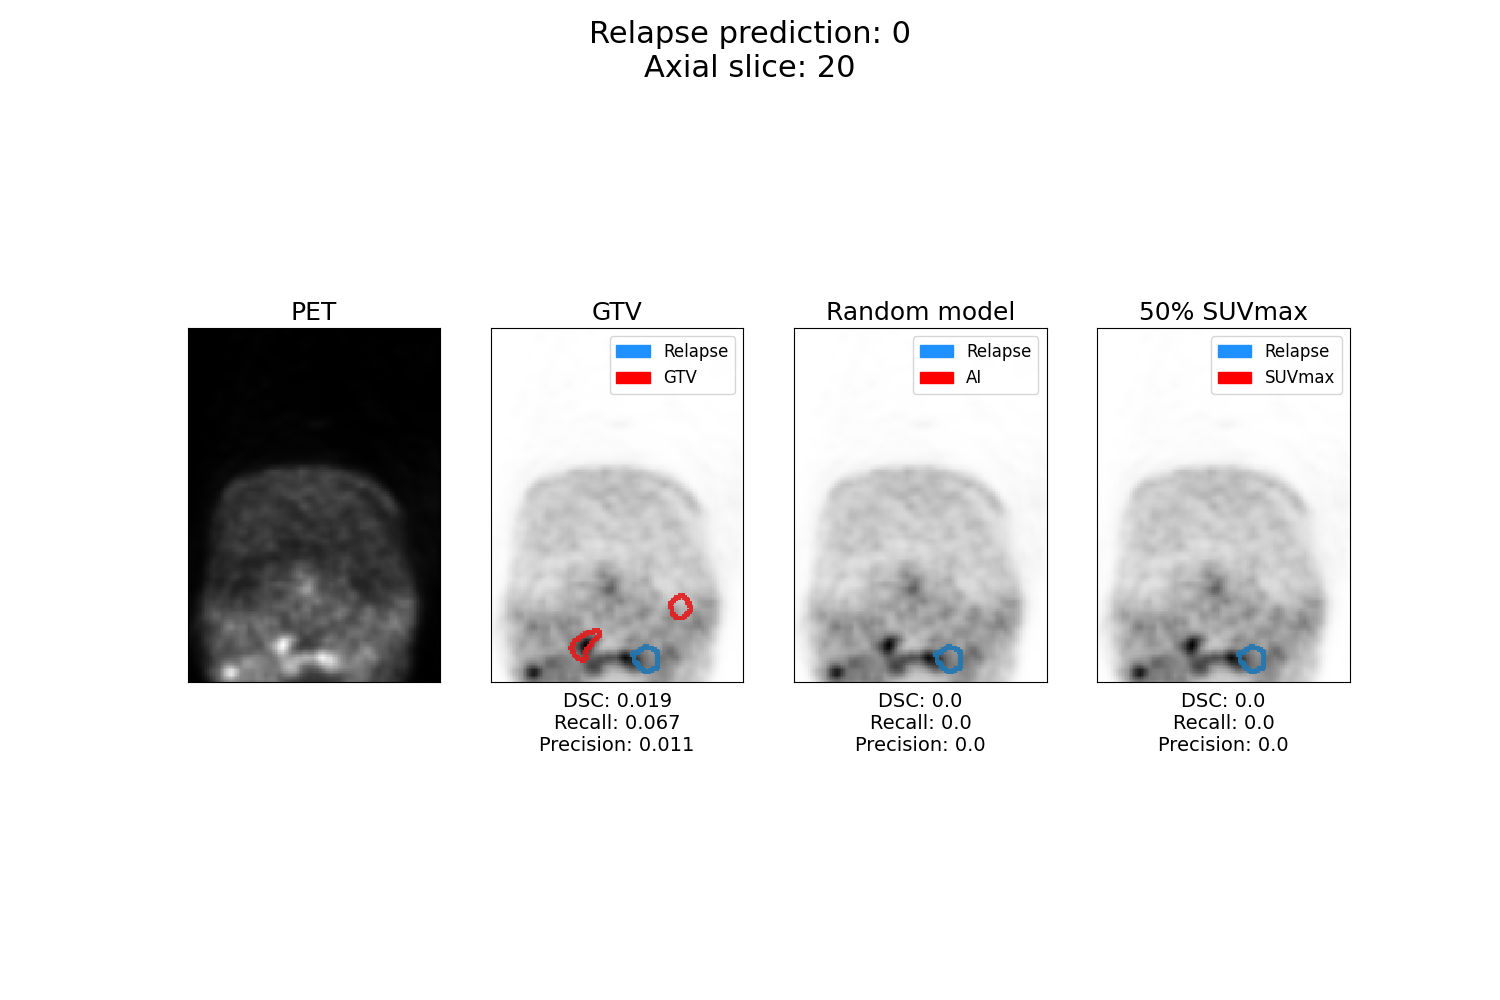 Relapse prediction: 0
Axial slice: 20
PET
GTV
Relapse
GTV
DSC: 0.019
Recall: 0.067
Precision: 0.011
Random model
Relapse
AI
DSC: 0.0
Recall: 0.0
Precision: 0.0
50% SUVmax
Relapse
SUVmax
DSC: 0.0
Recall: 0.0
Precision: 0.0